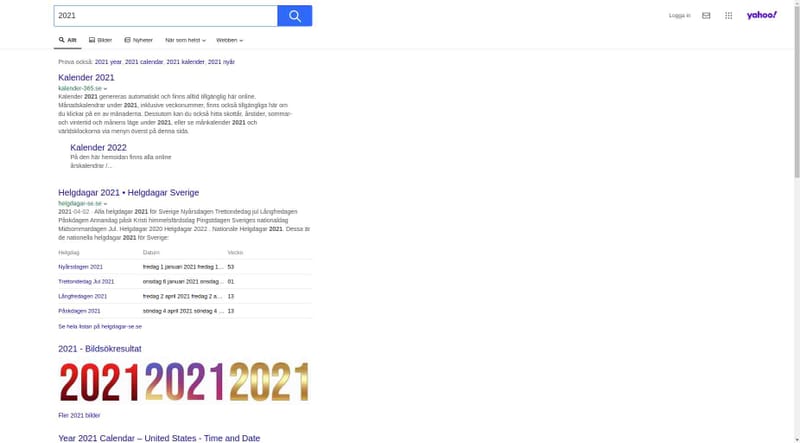 2021
Logga in
yahoo!
Allt
Bilder
Nyheter
När som helst
Webben
Prova också: 2021 year, 2021 calendar, 2021 kalender, 2021 nyår
Kalender 2021
kalender-365.se
Kalender 2021 genereras automatiskt och finns alltid tillgänglig här online.
Månadskalendrar under 2021, inklusive veckonummer, finns också tillgängliga här om
du klickar på en av månaderna. Dessutom kan du också hitta skottår, årstider, sommar-
och vintertid och månens läge under 2021, eller se månkalender 2021 och
världsklockorna via menyn överst på denna sida.
Kalender 2022
På den här hemsidan finns alla online
årskalendrar /...
Helgdagar 2021 • Helgdagar Sverige
helgdagar-se.se
2021-04-02 · Alla helgdagar 2021 för Sverige Nyårsdagen Trettondedag jul Långfredagen
Påskdagen Annandag påsk Kristi himmelsfärdsdag Pingstdagen Sveriges nationaldag
Midsommardagen Jul. Helgdagar 2020 Helgdagar 2022 . Nationale Helgdagar 2021. Dessa är
de nationella helgdagar 2021 för Sverige:
Helgdag Datum Vecka
Nyårsdagen 2021 fredag 1 januari 2021 fredag 1… 53
Trettondedag Jul 2021 onsdag 6 januari 2021 onsdag… 01
Långfredagen 2021 fredag 2 april 2021 fredag 2 a… 13
Påskdagen 2021 söndag 4 april 2021 söndag 4 … 13
Se hela listan på helgdagar-se.se
2021 - Bildsökresultat
2021 2021 2021
Fler 2021 bilder
Year 2021 Calendar – United States - Time and Date